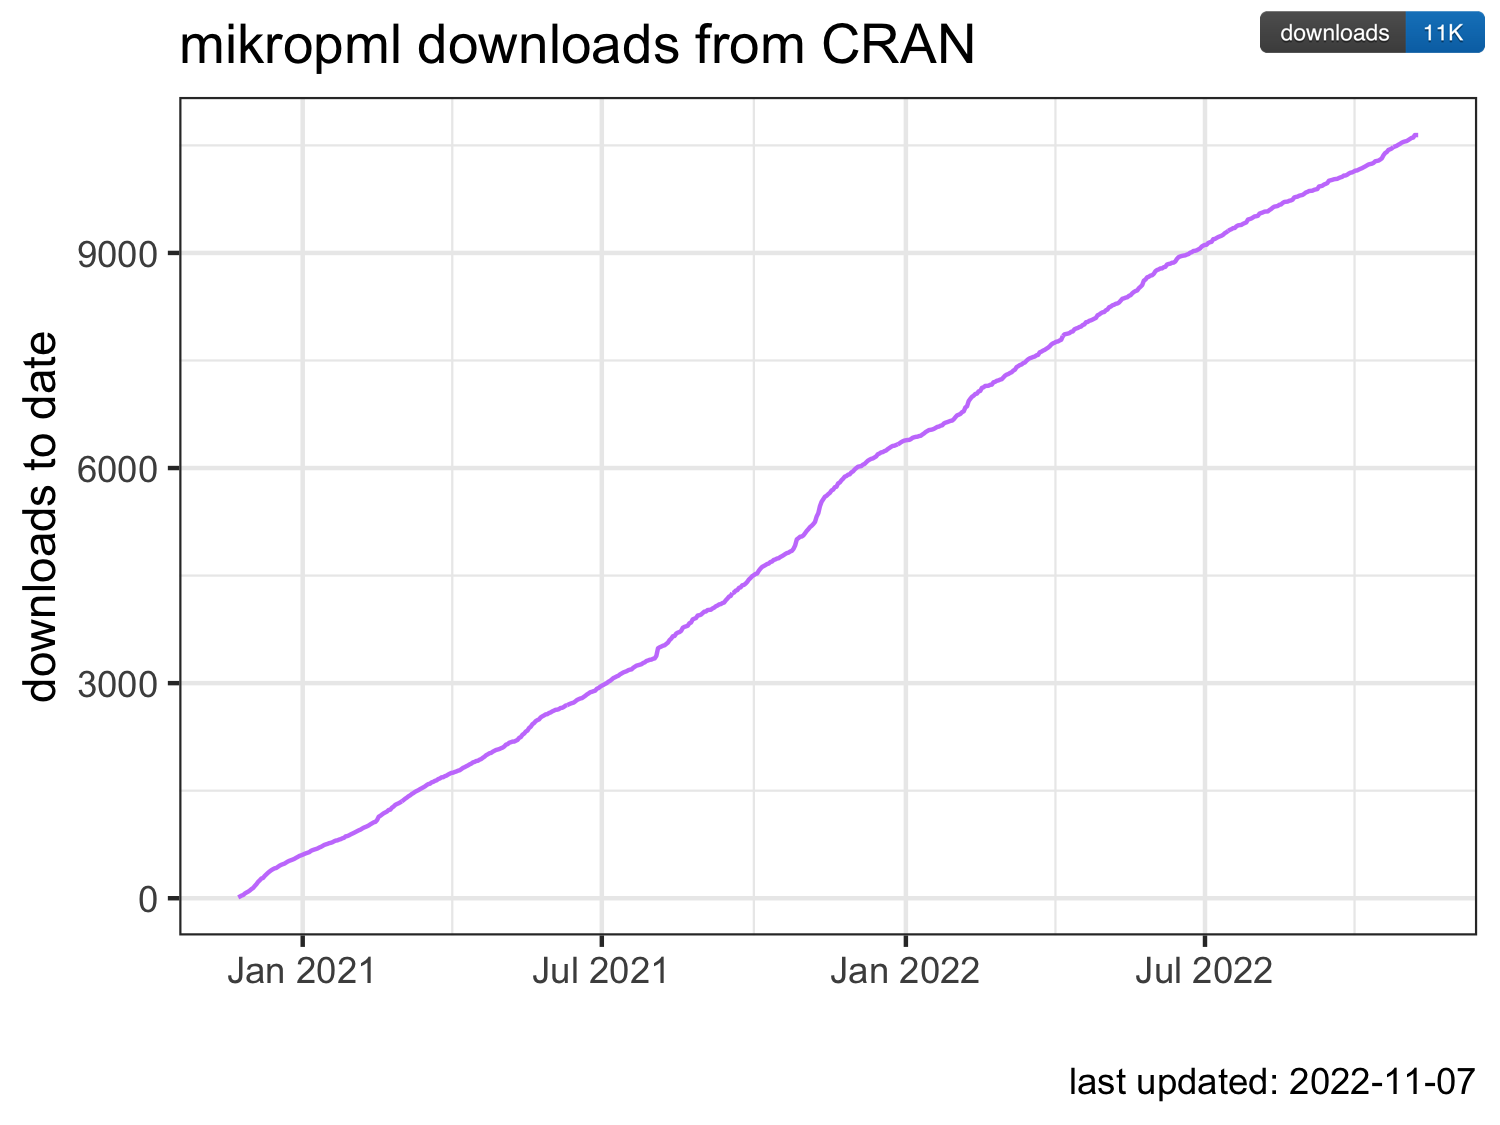 mikropml downloads from CRAN
downloads 11K
downloads to date
9000
6000
3000
0
Jan 2021 Jul 2021 Jan 2022 Jul 2022
last updated: 2022-11-07